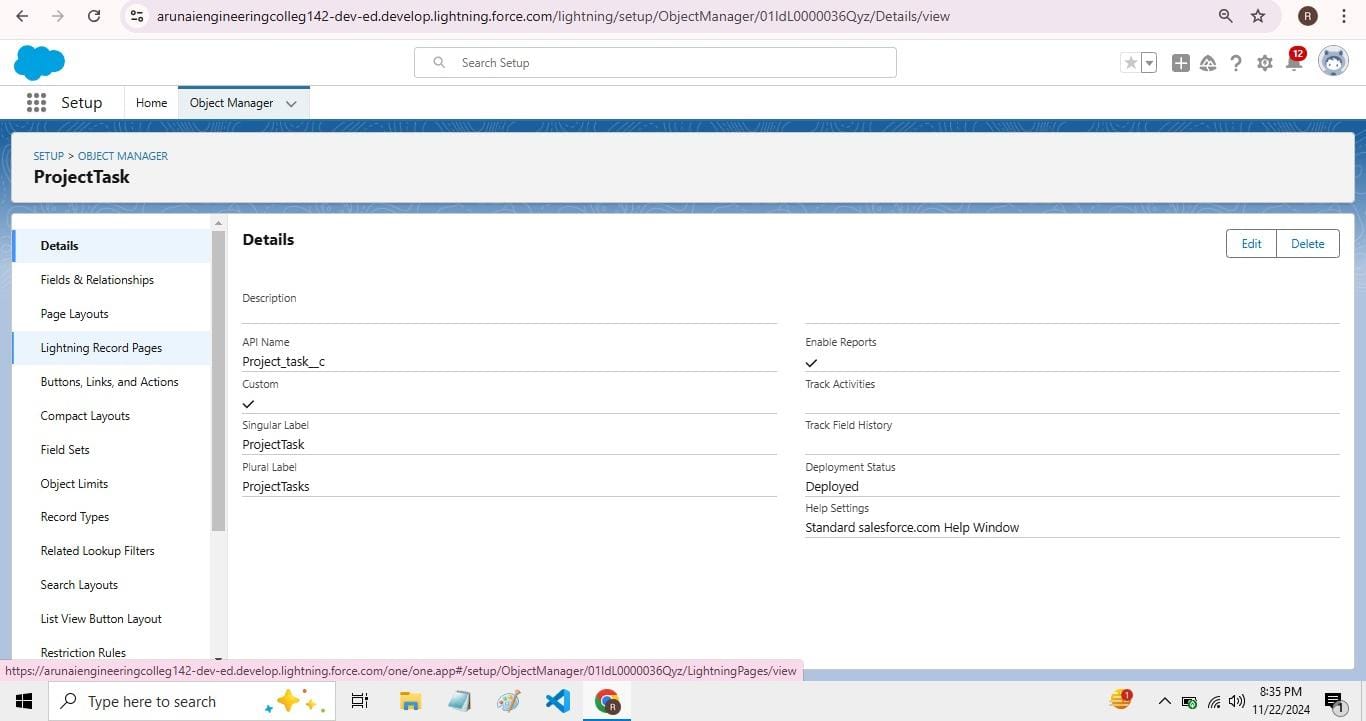 arunaiengineeringcolleg142-dev-ed.develop.lightning.force.com/lightning/setup/ObjectManager/01IdL0000036Qyz/Details/view
R
Search Setup
12
Setup
Home
Object Manager
SETUP > OBJECT MANAGER
ProjectTask
Details
Fields & Relationships
Page Layouts
Lightning Record Pages
Buttons, Links, and Actions
Compact Layouts
Field Sets
Object Limits
Record Types
Related Lookup Filters
Search Layouts
List View Button Layout
Restriction Rules
Details
Edit
Delete
Description
API Name
Project_task__c
Custom
Singular Label
ProjectTask
Plural Label
ProjectTasks
Enable Reports
Track Activities
Track Field History
Deployment Status
Deployed
Help Settings
Standard salesforce.com Help Window
https://arunaiengineeringcolleg142-dev-ed.develop.lightning.force.com/one/one.app#/setup/ObjectManager/01IdL0000036Qyz/LightningPages/view
Type here to search
R
1
8:35 PM
11/22/2024
1